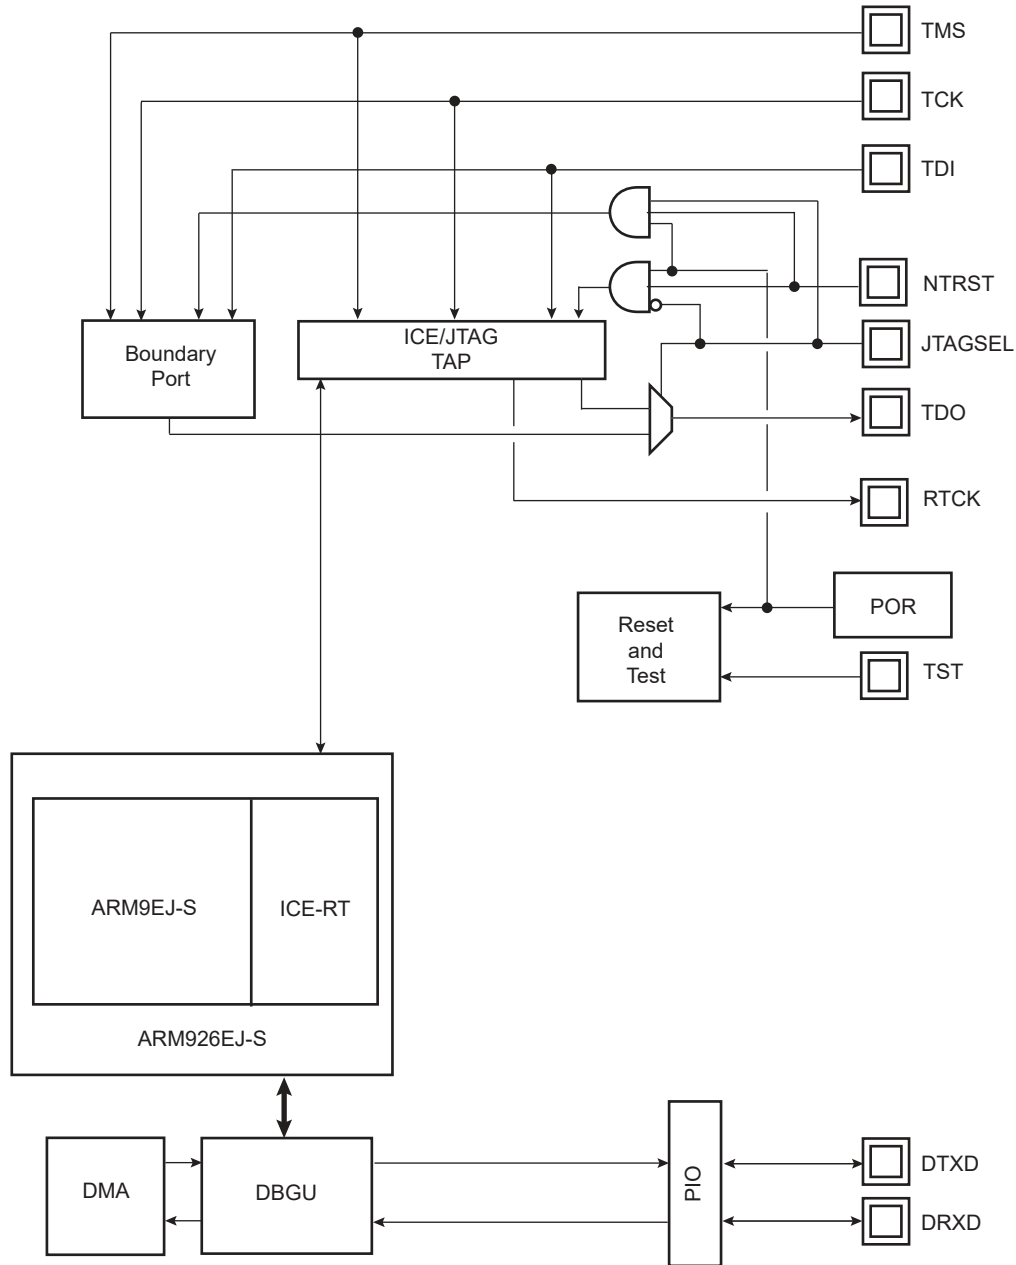 TMS
TCK
TDI
NTRST
Boundary
Port
ICE/JTAG
TAP
JTAGSEL
TDO
RTCK
POR
Reset
and
Test
TST
ARM9EJ-S
ICE-RT
ARM926EJ-S
DMA
DBGU
PIO
DTXD
DRXD